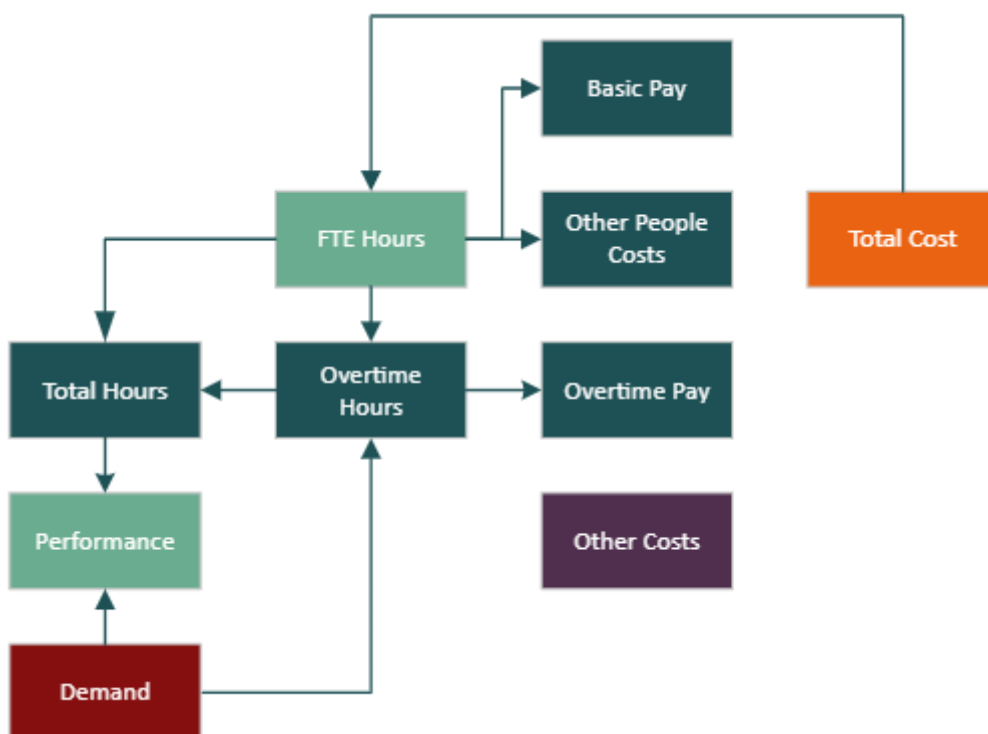 Basic Pay
FTE Hours
Other People
Costs
Total Cost
Total Hours
Overtime
Hours
Overtime Pay
Performance
Other Costs
Demand